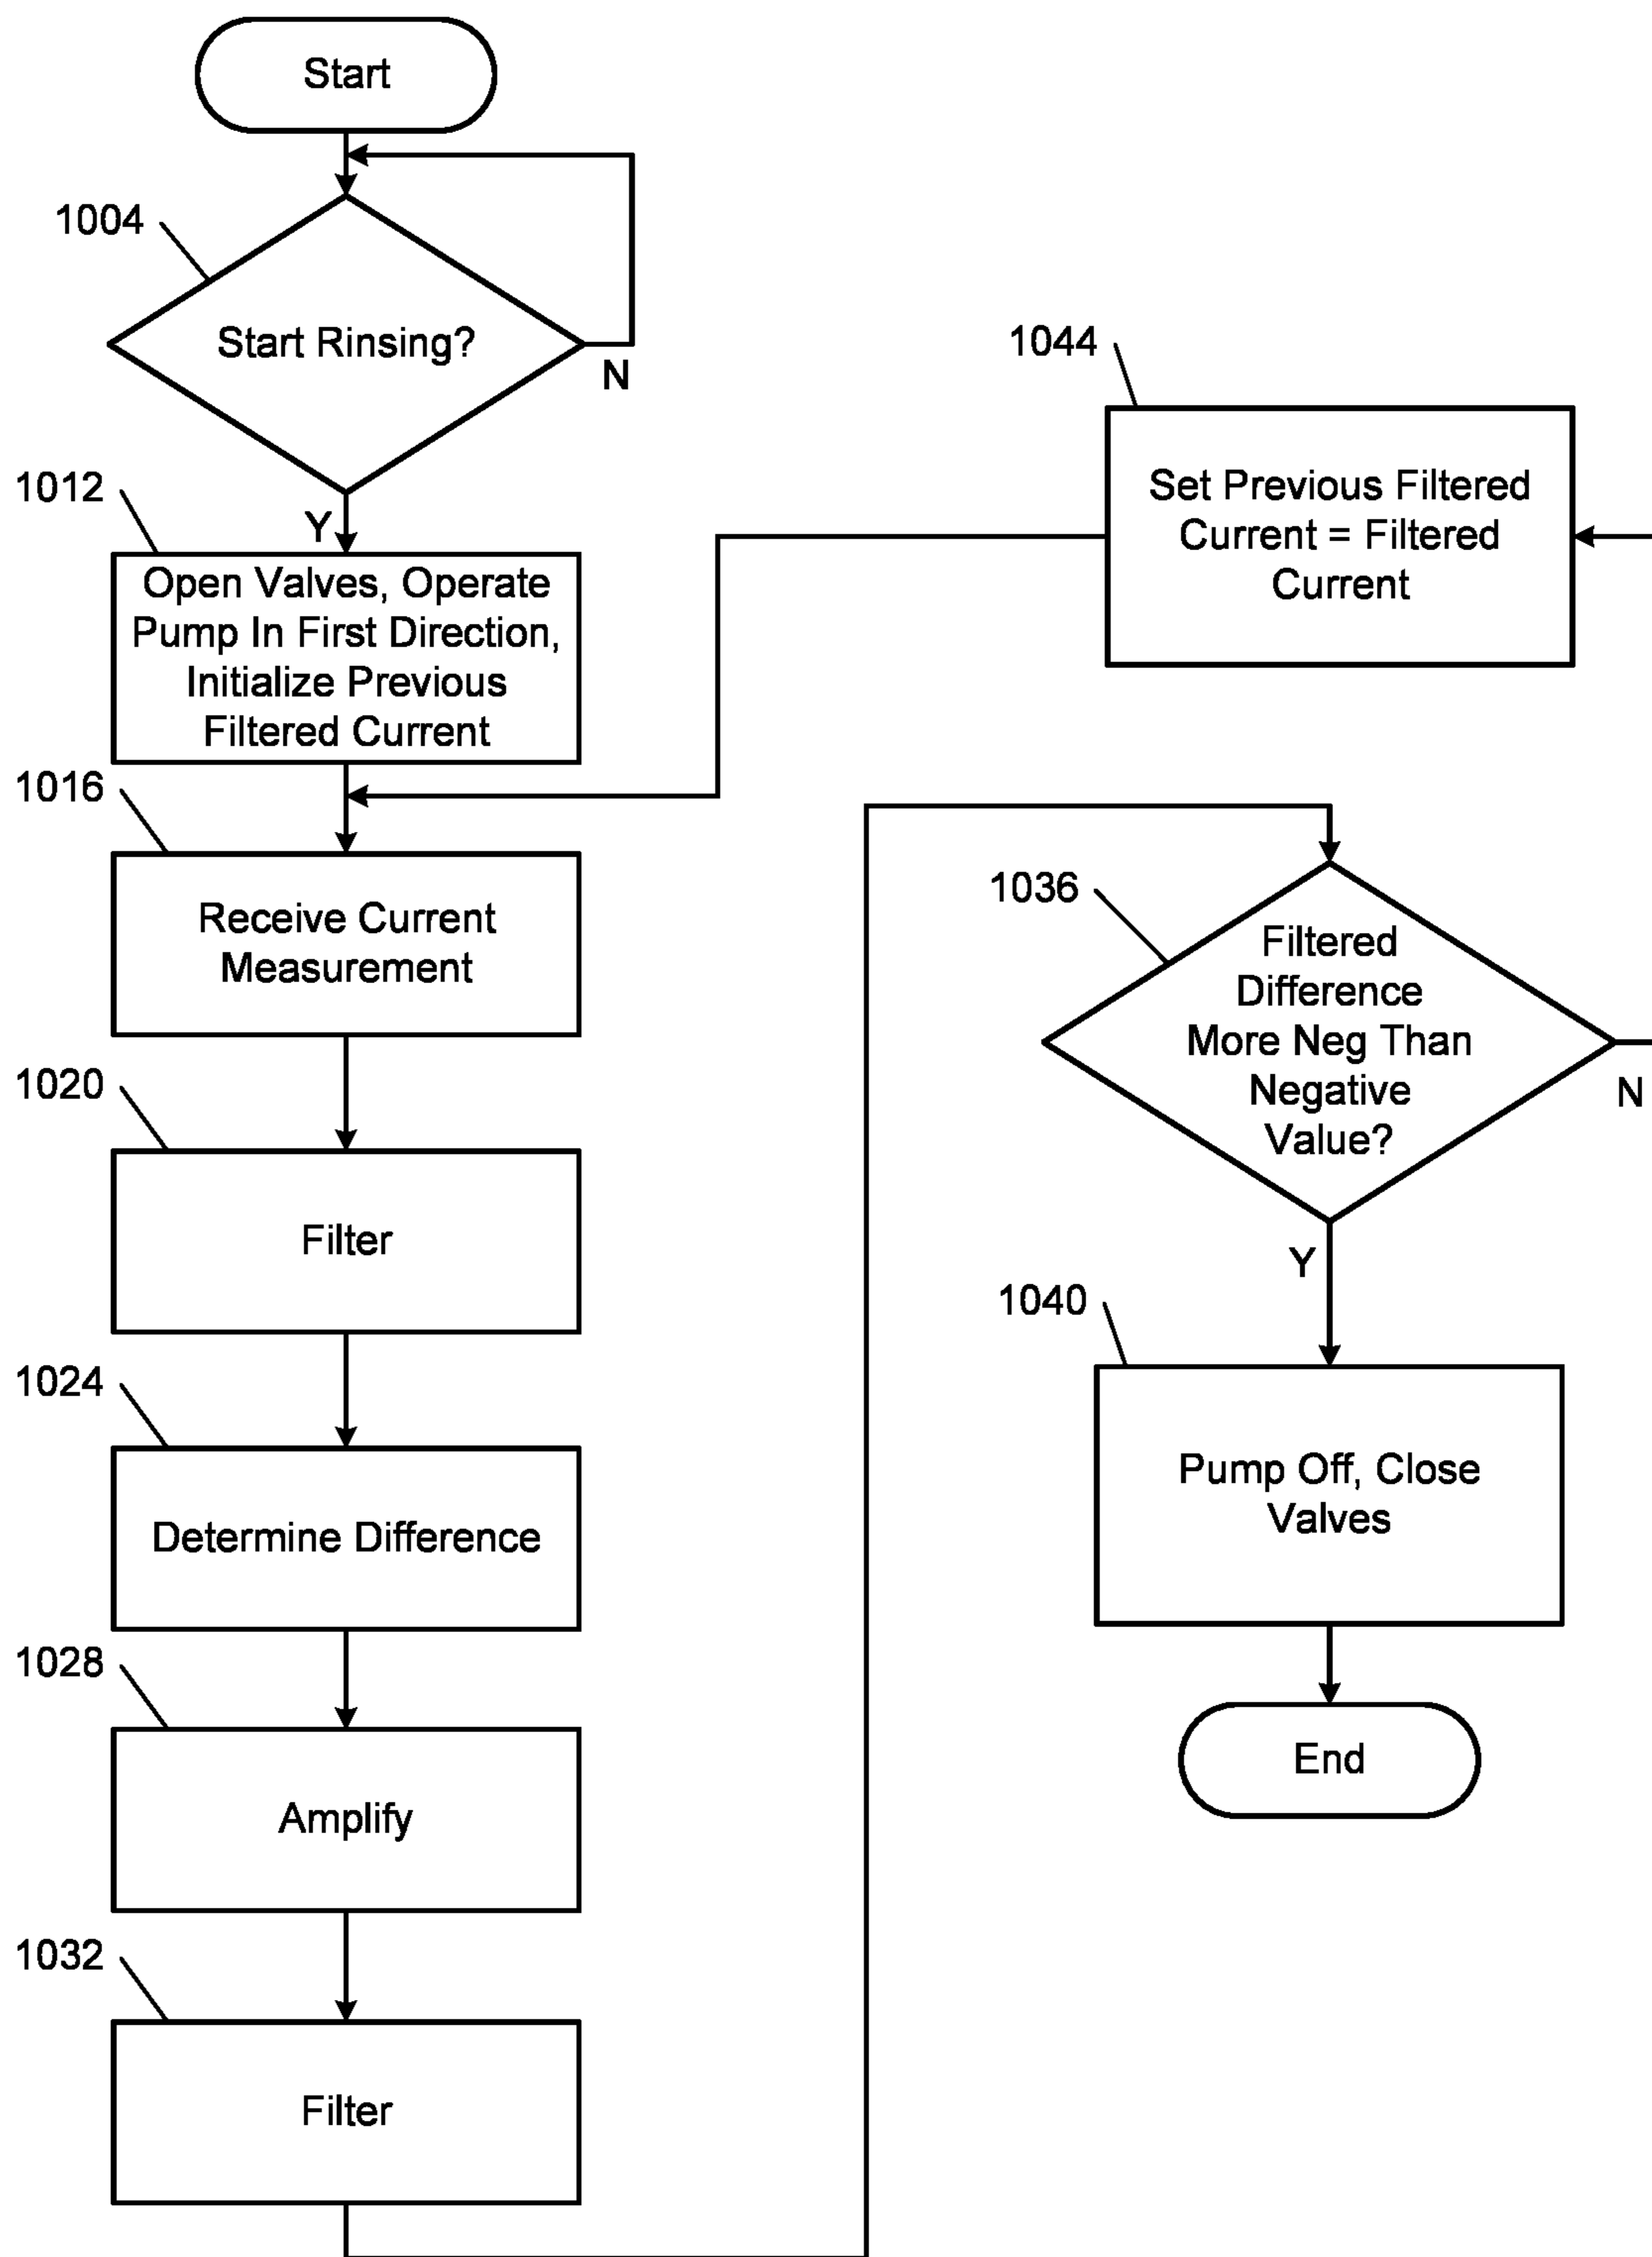 Start
1004
Start Rinsing?
N
Y
1012
Open Valves, Operate
Pump In First Direction,
Initialize Previous
Filtered Current
1016
Receive Current
Measurement
1020
Filter
1024
Determine Difference
1028
Amplify
1032
Filter
1036
Filtered
Difference
More Neg Than
Negative
Value?
N
Y
1040
Pump Off, Close
Valves
End
1044
Set Previous Filtered
Current = Filtered
Current